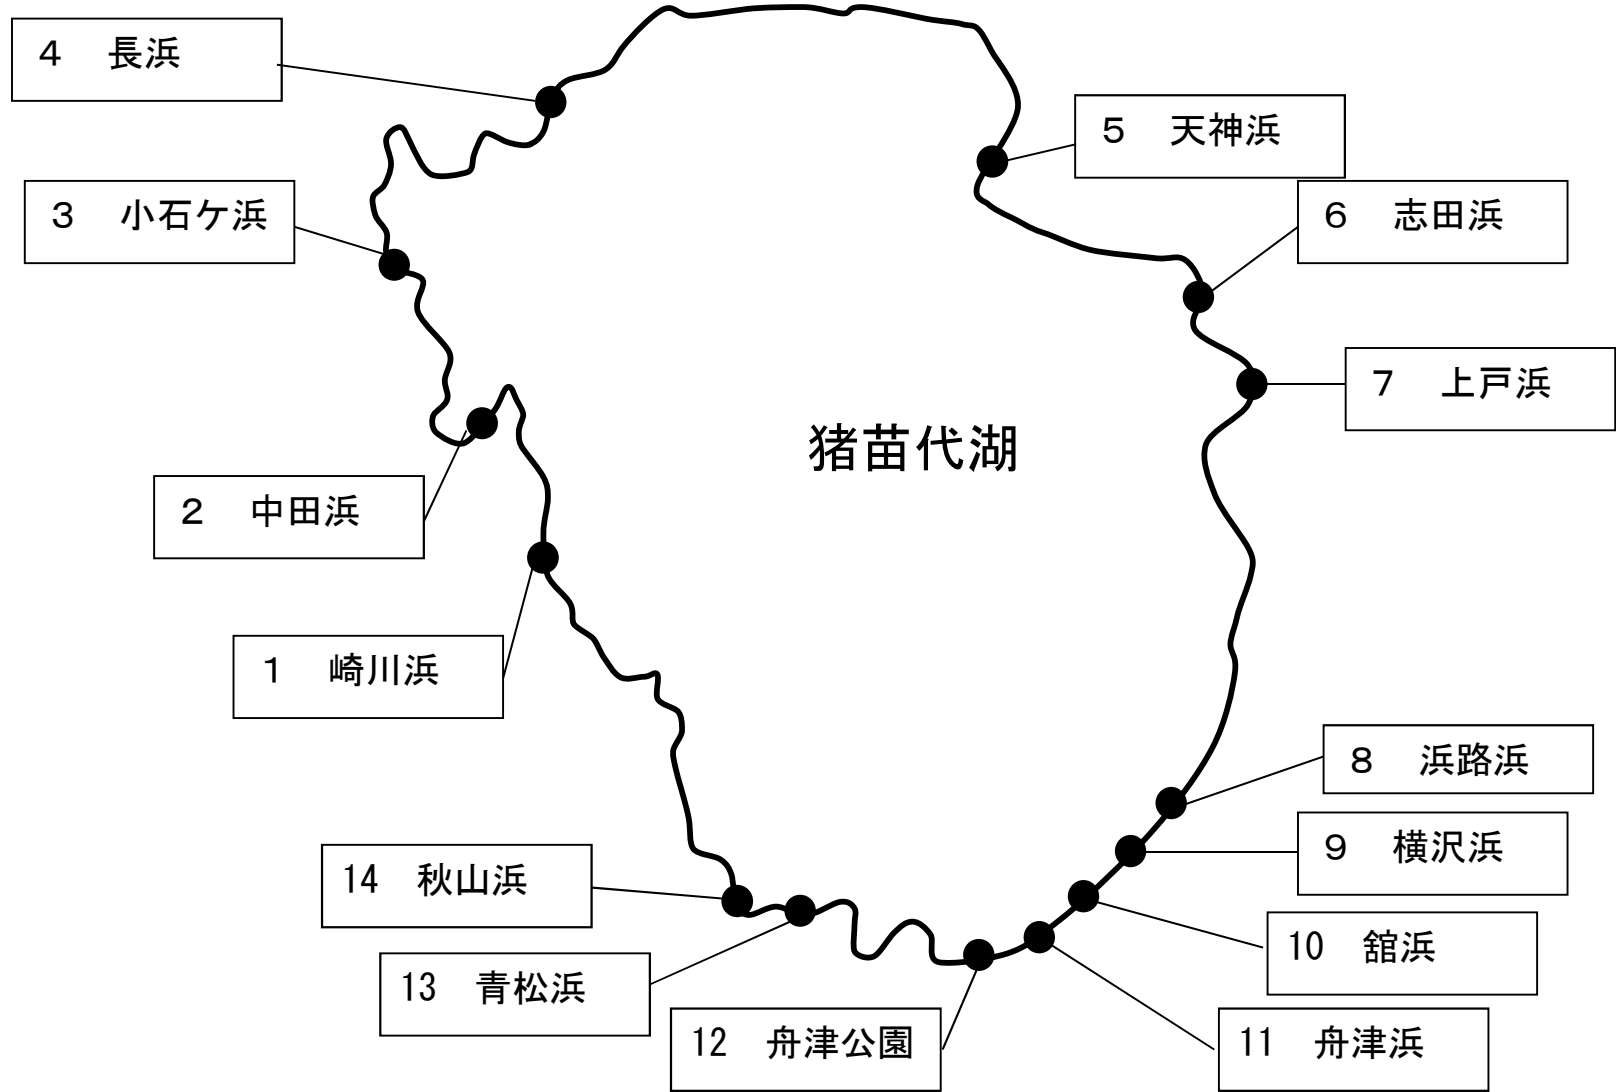 4 長浜
5 天神浜
3 小石ケ浜
6 志田浜
7 上戸浜
猪苗代湖
2 中田浜
1 崎川浜
8 浜路浜
9 横沢浜
14 秋山浜
10 舘浜
13 青松浜
12 舟津公園
11 舟津浜